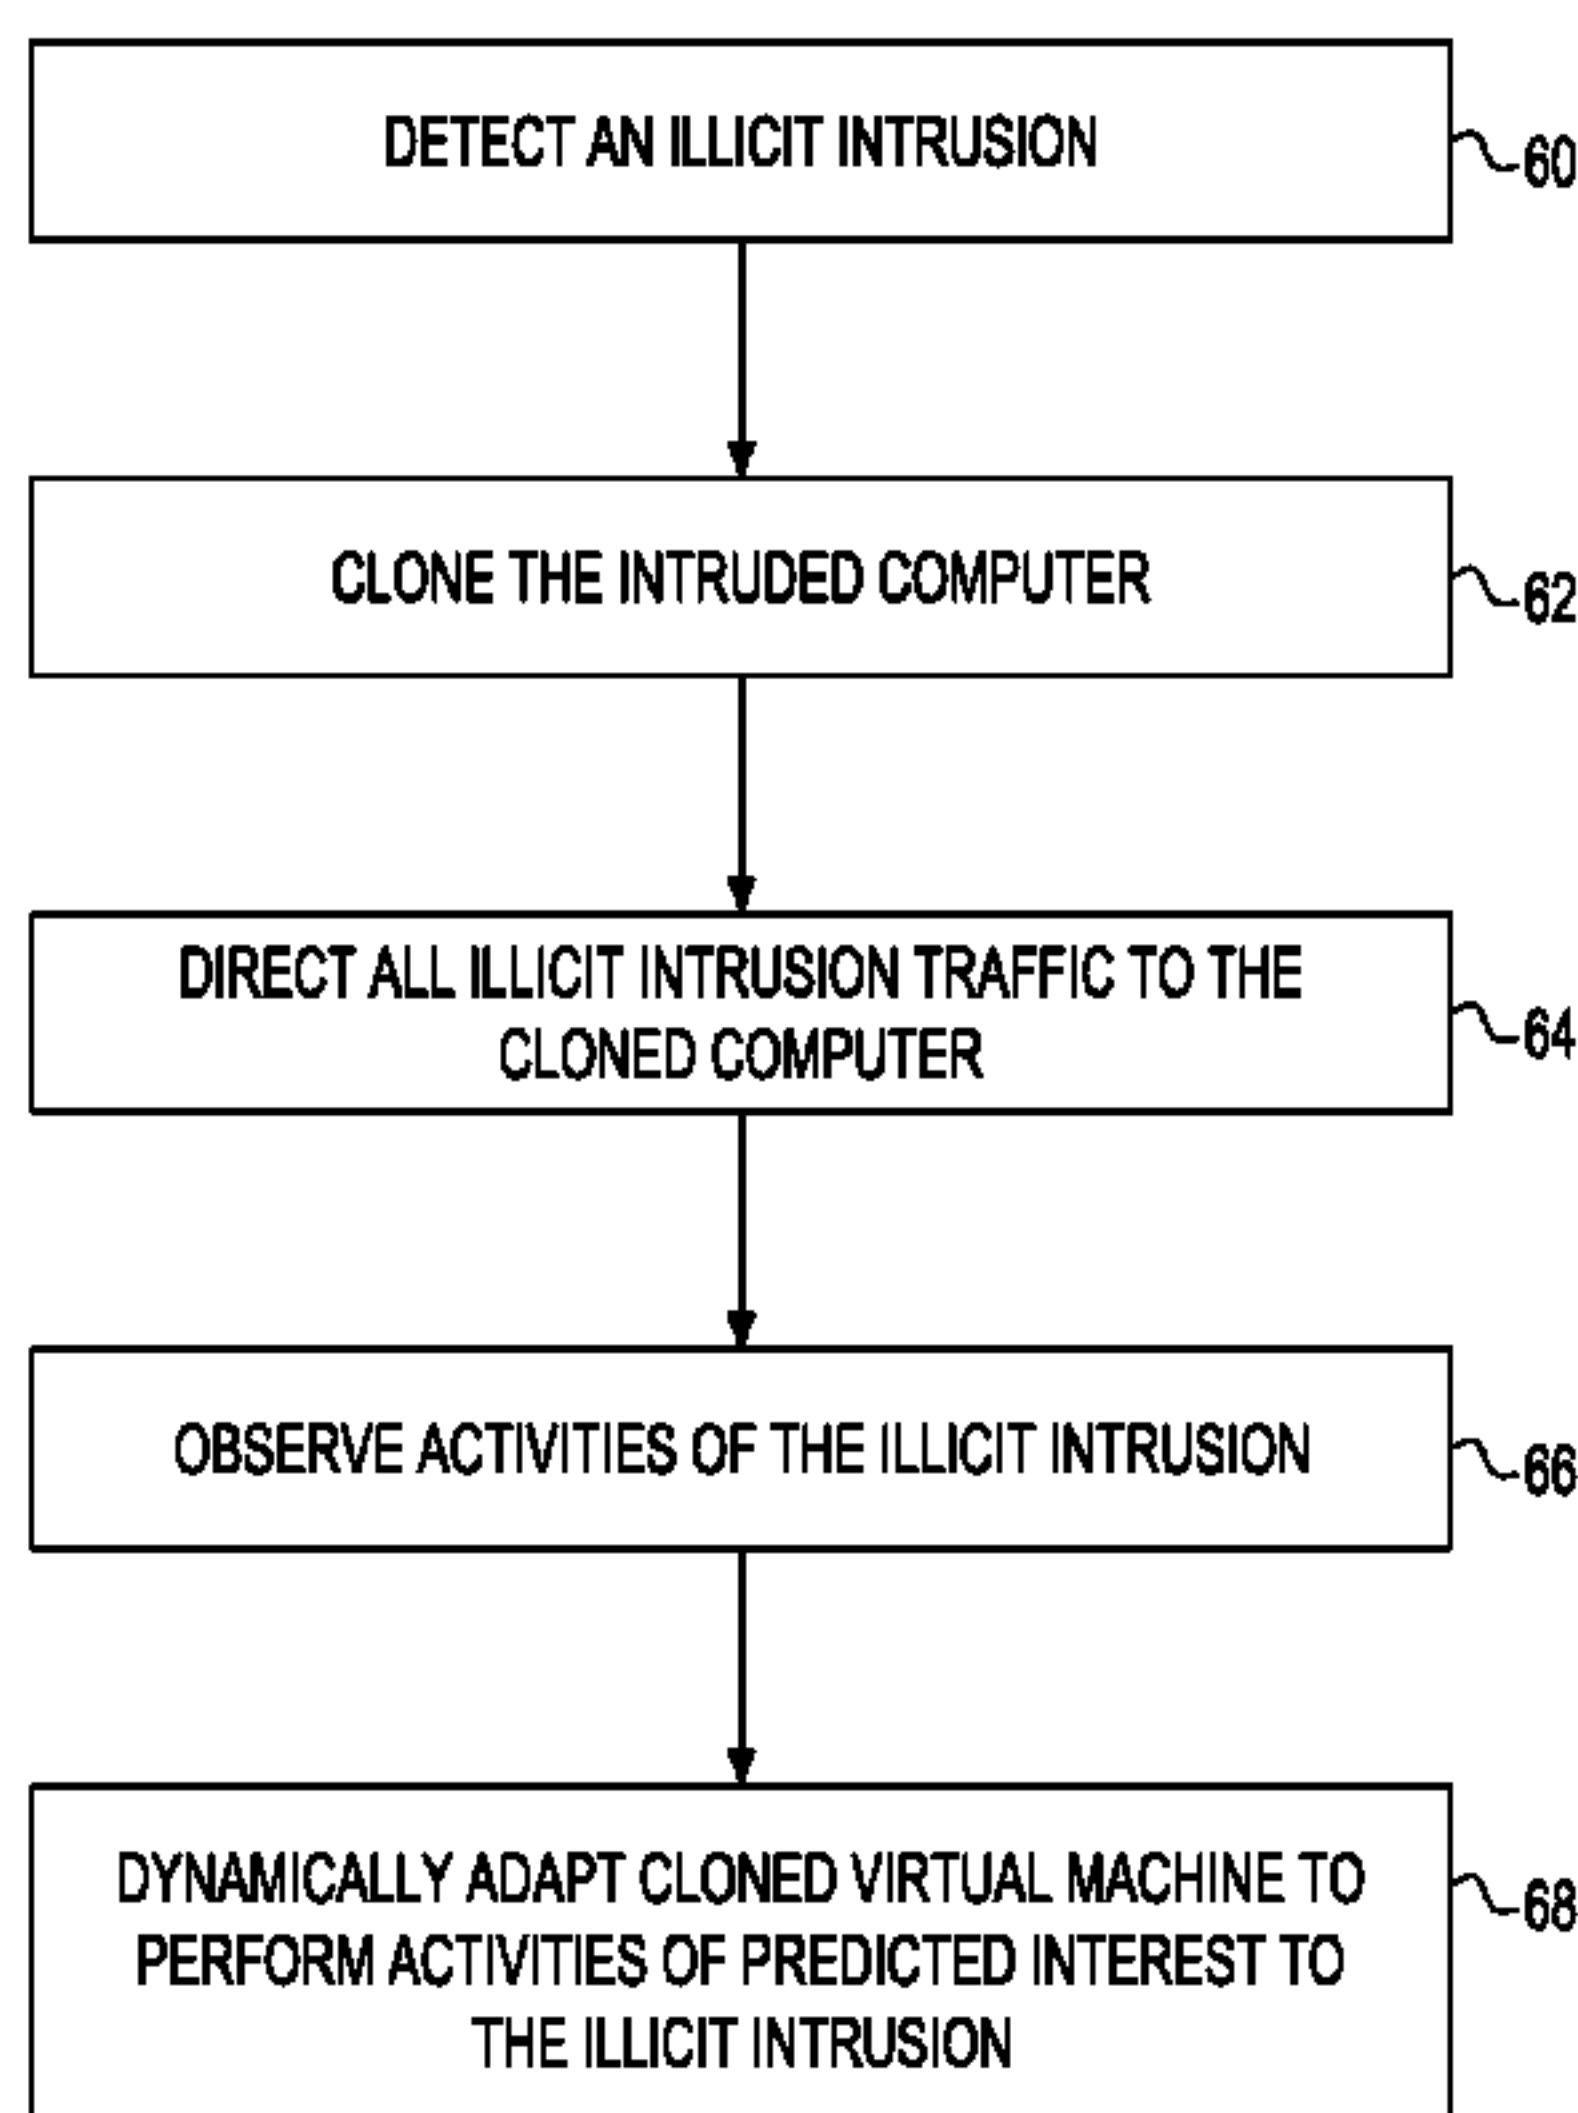 DETECT AN ILLICIT INTRUSION
60
CLONE THE INTRUDED COMPUTER
62
DIRECT ALL ILLICIT INTRUSION TRAFFIC TO THE
CLONED COMPUTER
64
OBSERVE ACTIVITIES OF THE ILLICIT INTRUSION
66
DYNAMICALLY ADAPT CLONED VIRTUAL MACHINE TO
PERFORM ACTIVITIES OF PREDICTED INTEREST TO
THE ILLICIT INTRUSION
68